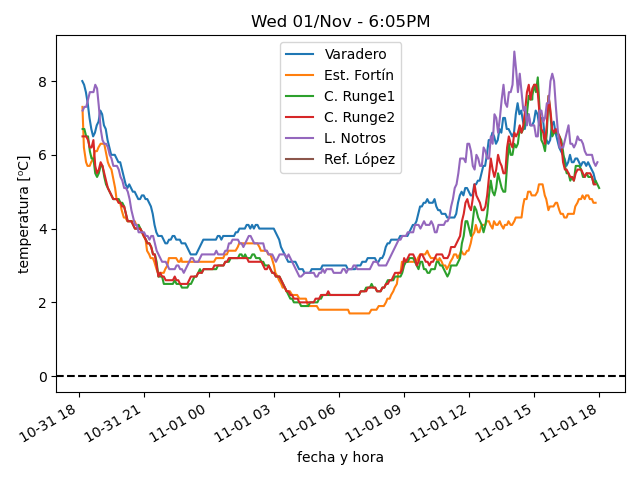 Wed 01/Nov - 6:05PM
temperatura [ºC]
8
6
4
2
0
Varadero
Est. Fortín
C. Runge1
C. Runge2
L. Notros
Ref. López
10-31 18
10-31 21
11-01 00
11-01 03
11-01 06
11-01 09
11-01 12
11-01 15
11-01 18
fecha y hora